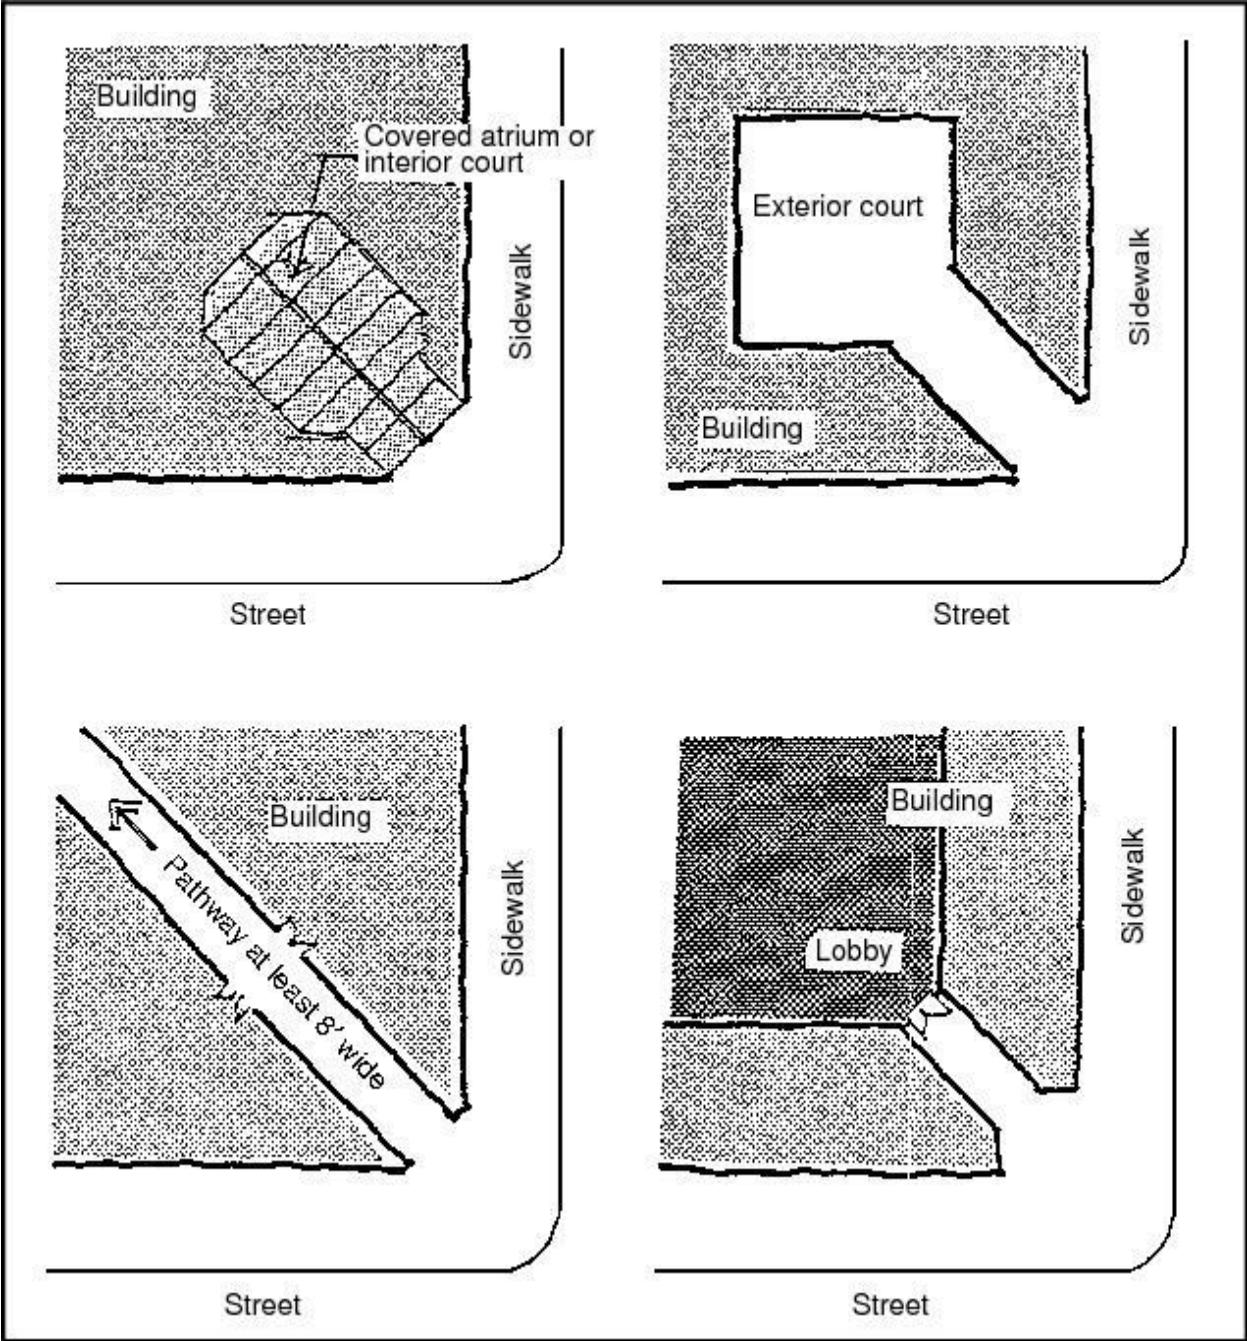 Building
Covered atrium or
interior court
Sidewalk
Street
Exterior court
Building
Sidewalk
Street
Building
Pathway at least 8' wide
Sidewalk
Street
Building
Lobby
Sidewalk
Street